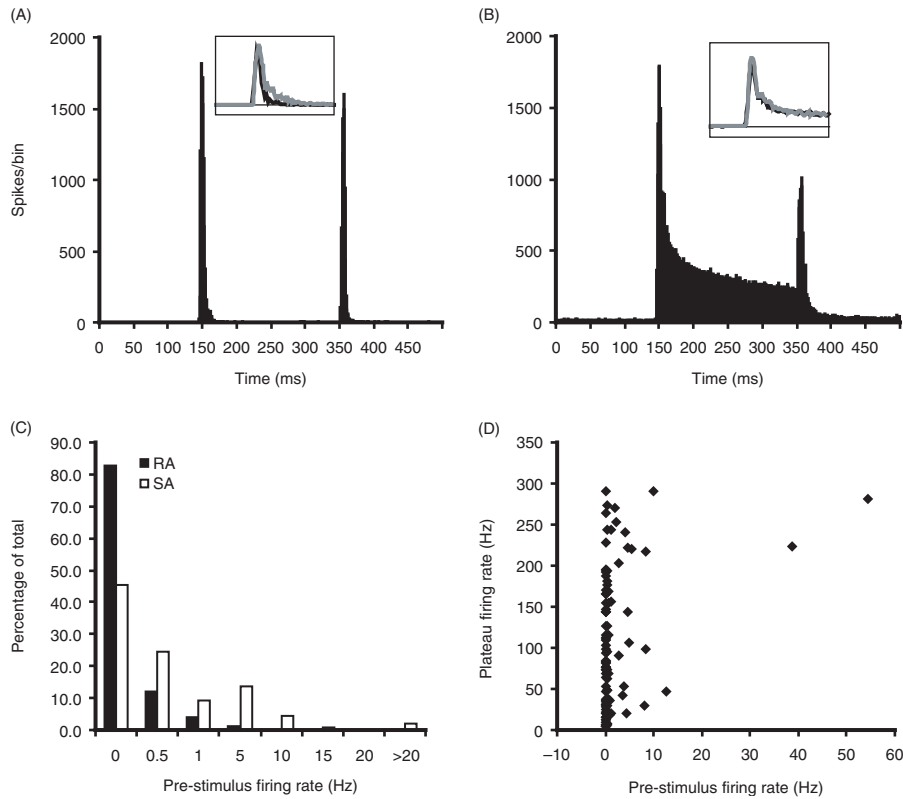 (A)
2000
1500
1000
500
0
Spikes/bin
0 50 100 150 200 250 300 350 400 450
Time (ms)
(B)
2000
1500
1000
500
0
0 50 100 150 200 250 300 350 400 450 500
Time (ms)
(C)
90.0
80.0
70.0
60.0
50.0
40.0
30.0
20.0
10.0
0.0
Percentage of total
RA
SA
0 0.5 1 5 10 15 20 >20
Pre-stimulus firing rate (Hz)
(D)
350
300
250
200
150
100
50
0
Plateau firing rate (Hz)
–10 0 10 20 30 40 50 60
Pre-stimulus firing rate (Hz)